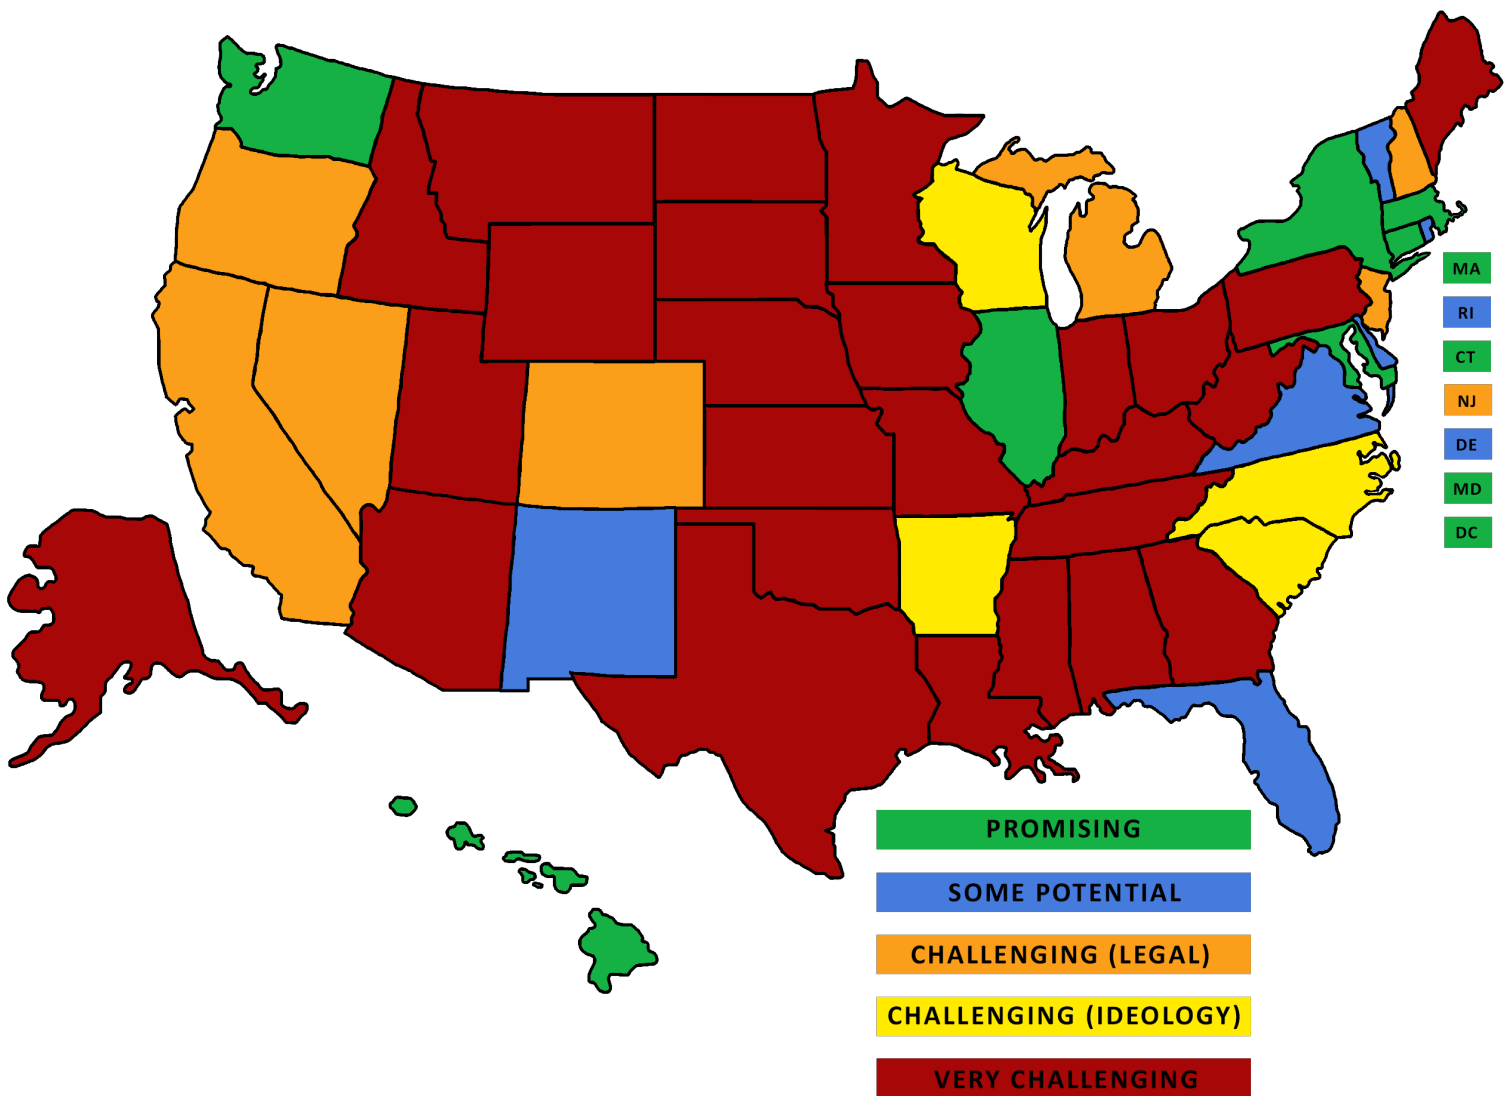 MA
RI
CT
NJ
DE
MD
DC
PROMISING
SOME POTENTIAL
CHALLENGING (LEGAL)
CHALLENGING (IDEOLOGY)
VERY CHALLENGING